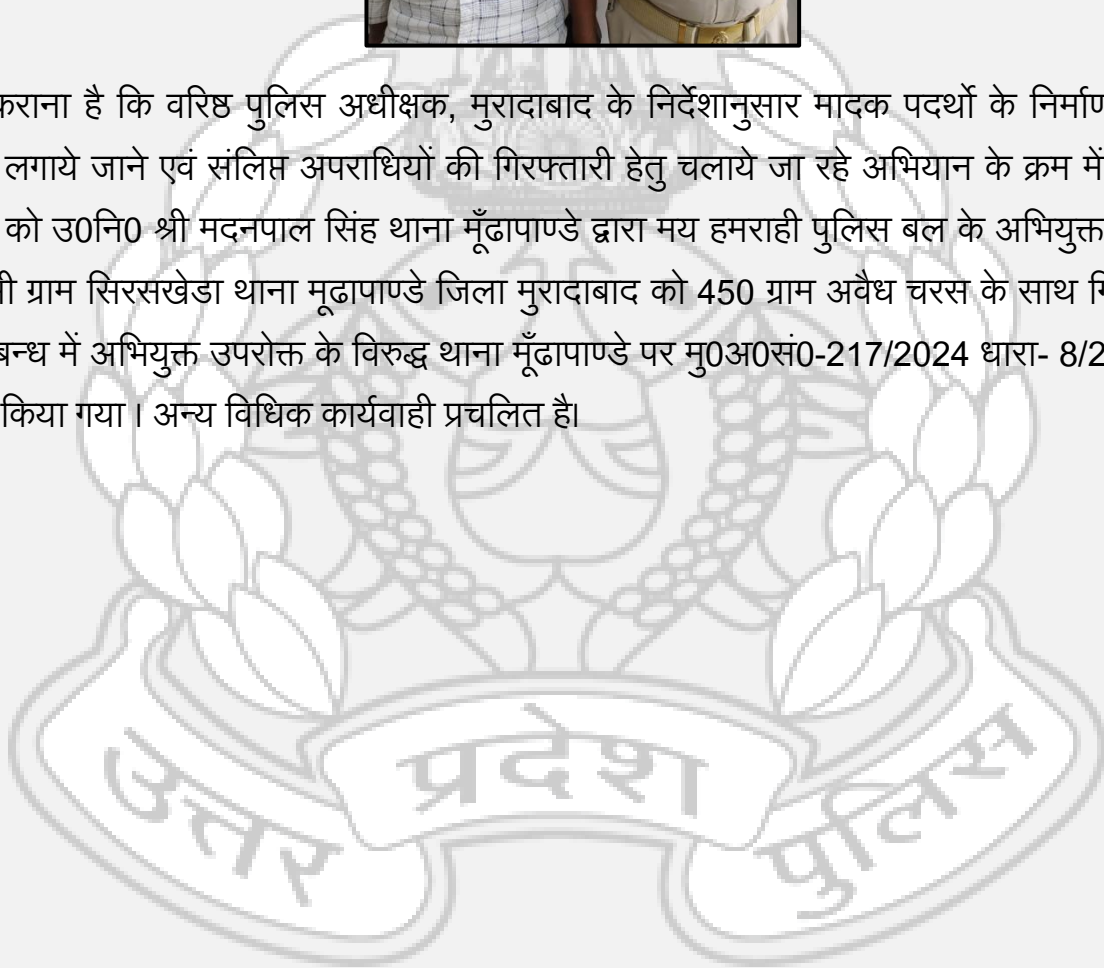 कराना है कि वरिष्ठ पुलिस अधीक्षक, मुरादाबाद के निर्देशानुसार मादक पदर्थो के निर्माण
लगाये जाने एवं संलिप्त अपराधियों की गिरफ्तारी हेतु चलाये जा रहे अभियान के क्रम में
को उ0नि0 श्री मदनपाल सिंह थाना मूँढापाण्डे द्वारा मय हमराही पुलिस बल के अभियुक्त
ग्राम सिरसखेडा थाना मूढापाण्डे जिला मुरादाबाद को 450 ग्राम अवैध चरस के साथ
में अभियुक्त उपरोक्त के विरुद्ध थाना मूँढापाण्डे पर मु0अ0सं0-217/2024 धारा- 8/2
किया गया । अन्य विधिक कार्यवाही प्रचलित है।
उत्तर प्रदेश पुलिस